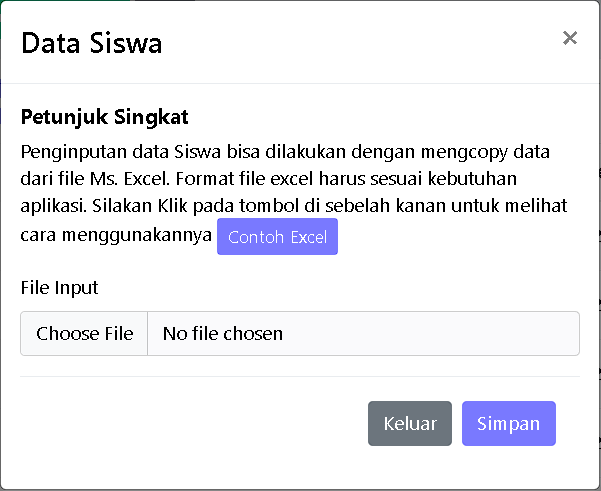 Data Siswa ×
Petunjuk Singkat
Penginputan data Siswa bisa dilakukan dengan mengcopy data
dari file Ms. Excel. Format file excel harus sesuai kebutuhan
aplikasi. Silakan Klik pada tombol di sebelah kanan untuk melihat
cara menggunakannya Contoh Excel
File Input
Choose File No file chosen
Keluar Simpan